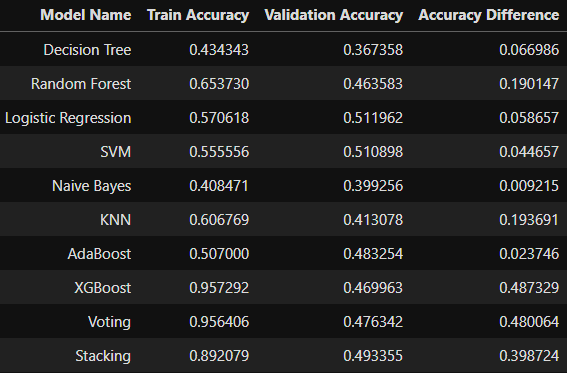 Model Name Train Accuracy Validation Accuracy Accuracy Difference
Decision Tree 0.434343 0.367358 0.066986
Random Forest 0.653730 0.463583 0.190147
Logistic Regression 0.570618 0.511962 0.058657
SVM 0.555556 0.510898 0.044657
Naive Bayes 0.408471 0.399256 0.009215
KNN 0.606769 0.413078 0.193691
AdaBoost 0.507000 0.483254 0.023746
XGBoost 0.957292 0.469963 0.487329
Voting 0.956406 0.476342 0.480064
Stacking 0.892079 0.493355 0.398724